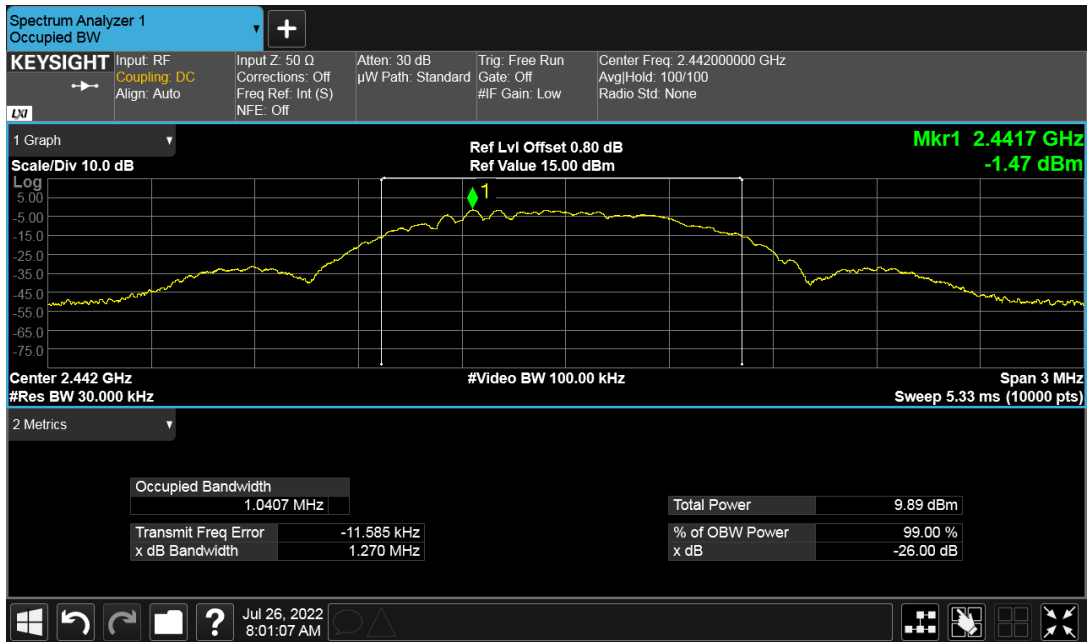 Spectrum Analyzer 1
Occupied BW
+
KEYSIGHT
LXI
Input: RF
Coupling: DC
Align: Auto
Input Z: 50 Ω
Corrections: Off
Freq Ref: Int (S)
NFE: Off
Atten: 30 dB
µW Path: Standard
Trig: Free Run
Gate: Off
#IF Gain: Low
Center Freq: 2.442000000 GHz
Avg|Hold: 100/100
Radio Std: None
1 Graph
Scale/Div 10.0 dB
Ref Lvl Offset 0.80 dB
Ref Value 15.00 dBm
Mkr1 2.4417 GHz
-1.47 dBm
Log
1
5.00
-5.00
-15.0
-25.0
-35.0
-45.0
-55.0
-65.0
-75.0
Center 2.442 GHz
#Res BW 30.000 kHz
#Video BW 100.00 kHz
Span 3 MHz
Sweep 5.33 ms (10000 pts)
2 Metrics
Occupied Bandwidth
1.0407 MHz
Transmit Freq Error -11.585 kHz
x dB Bandwidth 1.270 MHz
Total Power 9.89 dBm
% of OBW Power 99.00 %
x dB -26.00 dB
?
Jul 26, 2022
8:01:07 AM